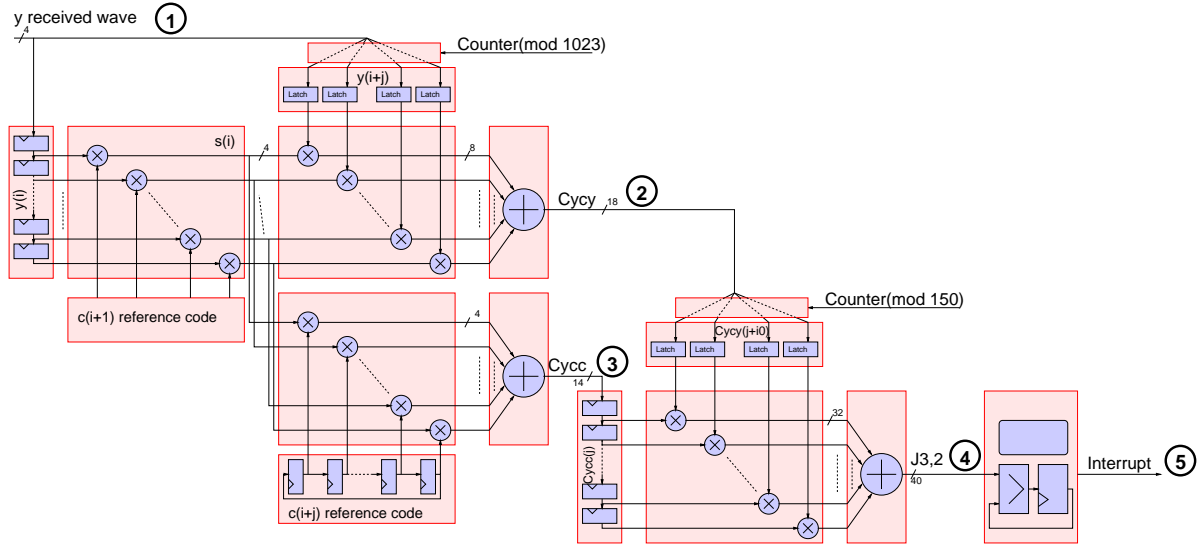 y received wave
1
4
Counter(mod 1023)
y(i+j)
Latch
Latch
Latch
Latch
s(i)
4
8
y(i)
Cycy
18
2
c(i+1) reference code
Counter(mod 150)
Cycy(j+i0)
Latch
Latch
Latch
Latch
4
Cycc
14
3
Cycc(j)
32
J3,2
40
4
Interrupt
5
c(i+j) reference code